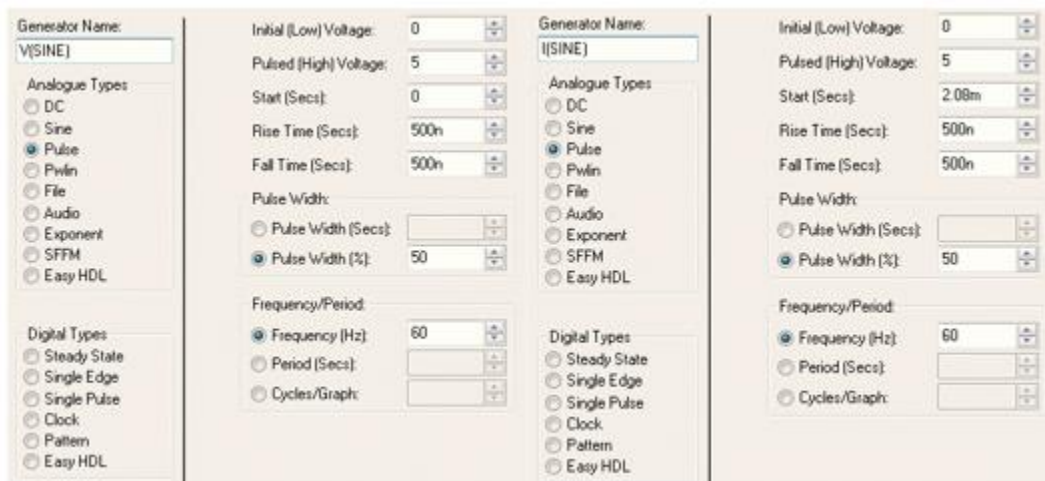 Generator Name:
V(SINE)
Analogue Types
DC
Sine
Pulse
Pwlin
File
Audio
Exponent
SFFM
Easy HDL
Digital Types
Steady State
Single Edge
Single Pulse
Clock
Pattern
Easy HDL
Initial (Low) Voltage: 0
Pulsed (High) Voltage: 5
Start (Secs): 0
Rise Time (Secs): 500n
Fall Time (Secs): 500n
Pulse Width:
Pulse Width (Secs):
Pulse Width (%): 50
Frequency/Period:
Frequency (Hz): 60
Period (Secs):
Cycles/Graph:
Generator Name:
I(SINE)
Analogue Types
DC
Sine
Pulse
Pwlin
File
Audio
Exponent
SFFM
Easy HDL
Digital Types
Steady State
Single Edge
Single Pulse
Clock
Pattern
Easy HDL
Initial (Low) Voltage: 0
Pulsed (High) Voltage: 5
Start (Secs): 2.08m
Rise Time (Secs): 500n
Fall Time (Secs): 500n
Pulse Width:
Pulse Width (Secs):
Pulse Width (%): 50
Frequency/Period:
Frequency (Hz): 60
Period (Secs):
Cycles/Graph: